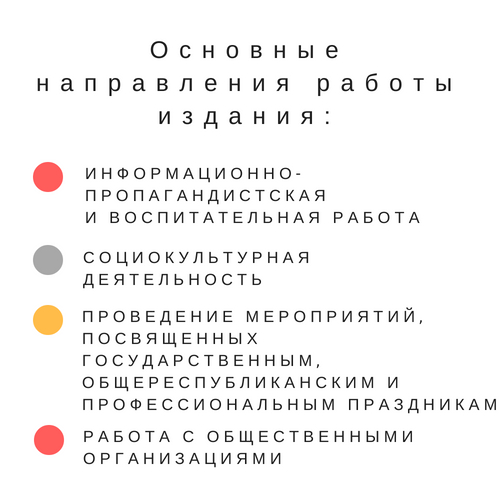 Основные
направления работы
издания:
ИНФОРМАЦИОННО-
ПРОПАГАНДИСТСКАЯ
И ВОСПИТАТЕЛЬНАЯ РАБОТА
СОЦИОКУЛЬТУРНАЯ
ДЕЯТЕЛЬНОСТЬ
ПРОВЕДЕНИЕ МЕРОПРИЯТИЙ,
ПОСВЯЩЕННЫХ
ГОСУДАРСТВЕННЫМ,
ОБЩЕРЕСПУБЛИКАНСКИМ И
ПРОФЕССИОНАЛЬНЫМ ПРАЗДНИКАМ
РАБОТА С ОБЩЕСТВЕННЫМИ
ОРГАНИЗАЦИЯМИ